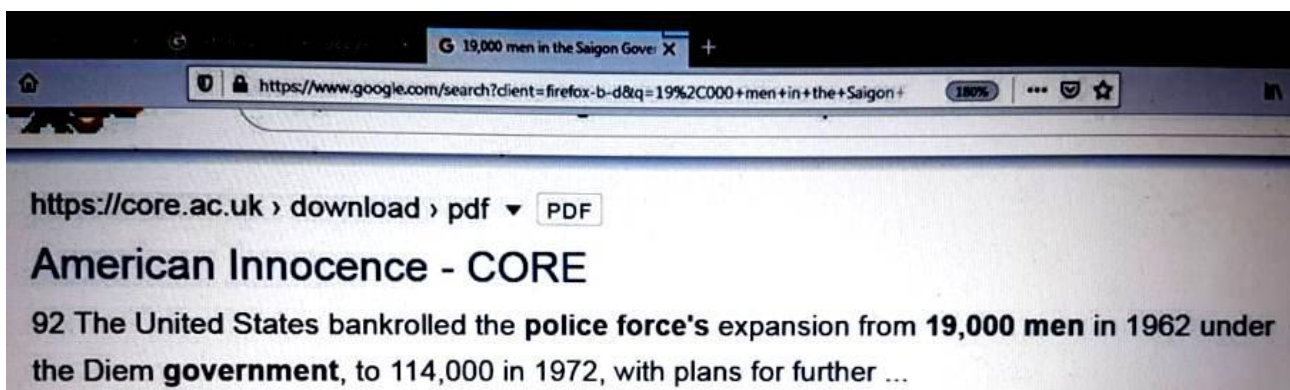 G 19,000 men in the Saigon Gove
https://www.google.com/search?client=firefox-b-d&q=19%2C000+men+in+the+Saigon+ 180%
https://core.ac.uk › download › pdf PDF
American Innocence - CORE
92 The United States bankrolled the police force's expansion from 19,000 men in 1962 under
the Diem government, to 114,000 in 1972, with plans for further ...